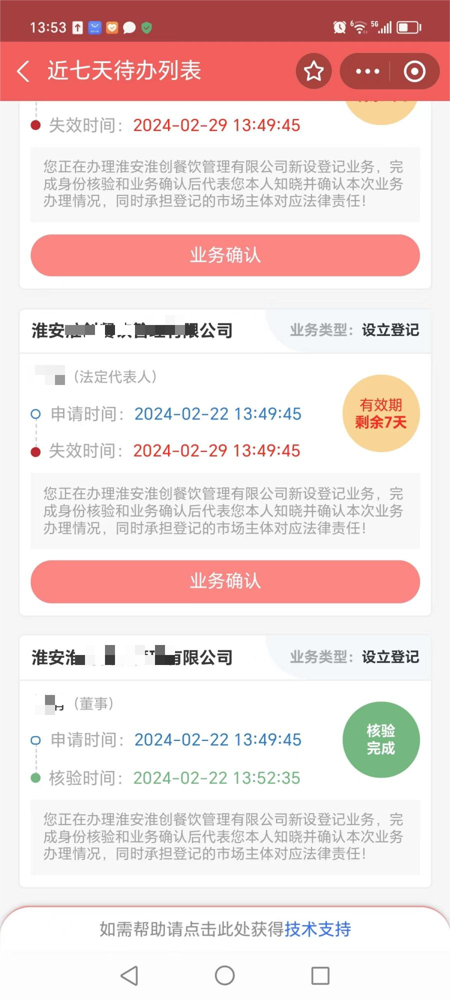 13:53
6 5G
近七天待办列表
失效时间：2024-02-29 13:49:45
您正在办理淮安淮创餐饮管理有限公司新设登记业务，完
成身份核验和业务确认后代表您本人知晓并确认本次业务
办理情况，同时承担登记的市场主体对应法律责任!
业务确认
淮安 限公司 业务类型：设立登记
（法定代表人）
申请时间：2024-02-22 13:49:45
有效期
剩余7天
失效时间：2024-02-29 13:49:45
您正在办理淮安淮创餐饮管理有限公司新设登记业务，完
成身份核验和业务确认后代表您本人知晓并确认本次业务
办理情况，同时承担登记的市场主体对应法律责任!
业务确认
淮安 有限公司 业务类型：设立登记
（董事）
申请时间：2024-02-22 13:49:45
核验
完成
核验时间：2024-02-22 13:52:35
您正在办理淮安淮创餐饮管理有限公司新设登记业务，完
成身份核验和业务确认后代表您本人知晓并确认本次业务
办理情况，同时承担登记的市场主体对应法律责任!
如需帮助请点击此处获得技术支持